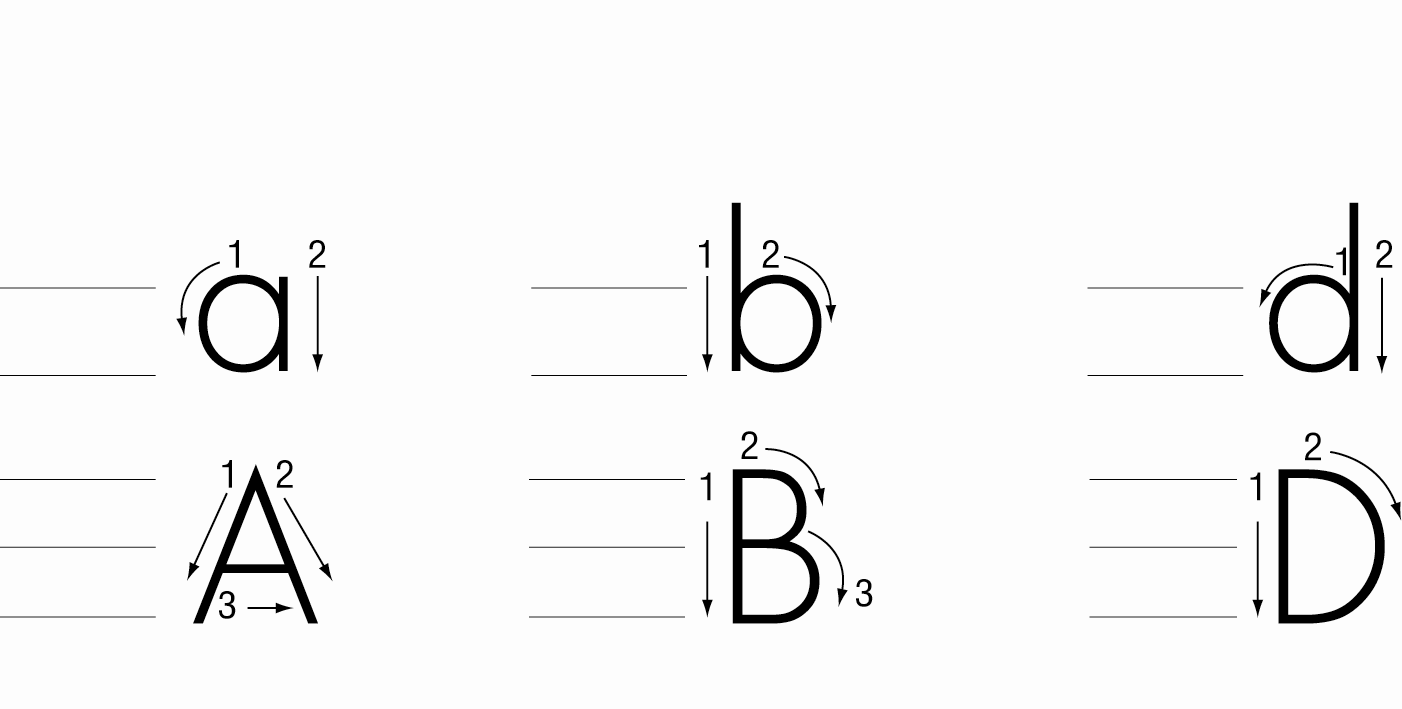 1 a 2
1 b 2
1 d 2
1 A 2 3
1 B 2 3
1 D 2